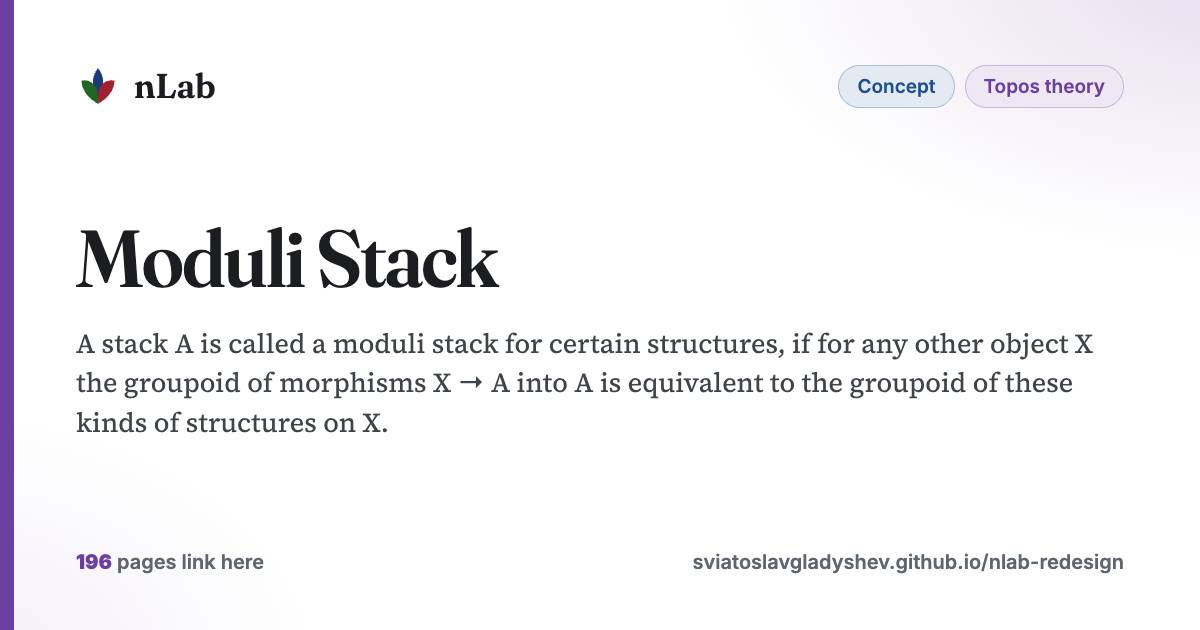 nLab
Concept
Topos theory
Moduli Stack
A stack A is called a moduli stack for certain structures, if for any other object X
the groupoid of morphisms X → A into A is equivalent to the groupoid of these
kinds of structures on X.
196 pages link here
sviatoslavgladyshev.github.io/nlab-redesign